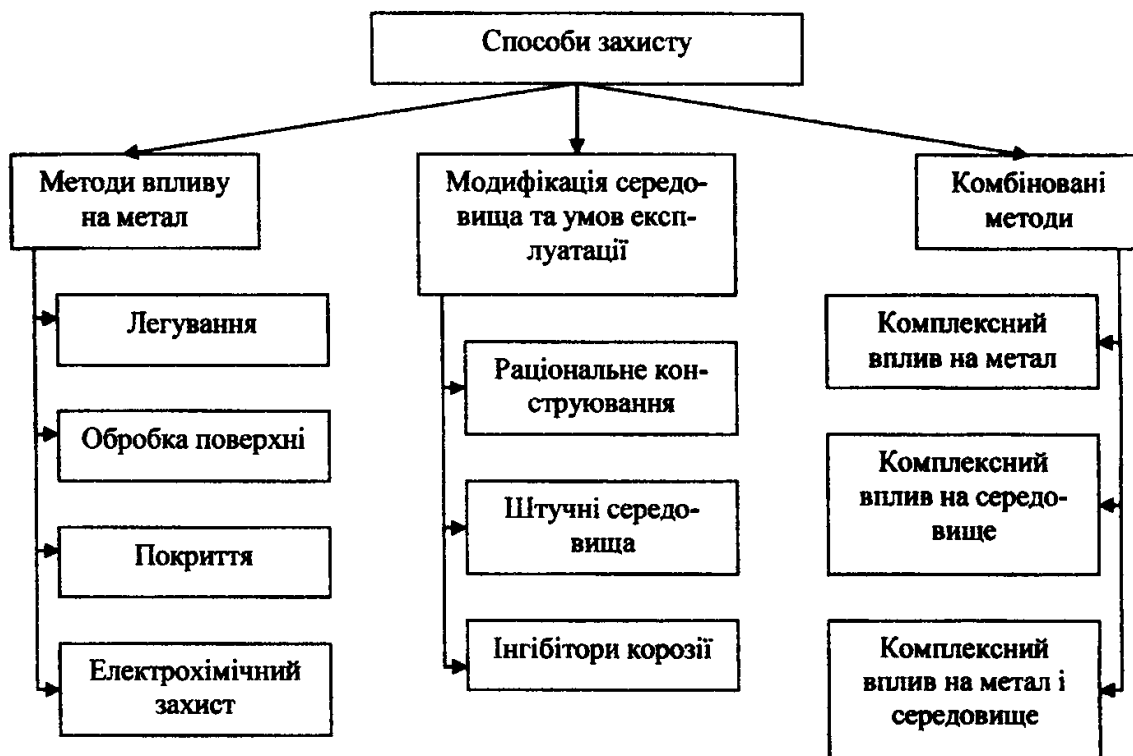 Способи захисту
Методи впливу
на метал
Легування
Обробка поверхні
Покриття
Електрохімічний
захист
Модифікація середо-
вища та умов експ-
луатації
Раціональне кон-
струювання
Штучні середо-
вища
Інгібітори корозії
Комбіновані
методи
Комплексний
вплив на метал
Комплексний
вплив на середо-
вище
Комплексний
вплив на метал і
середовище